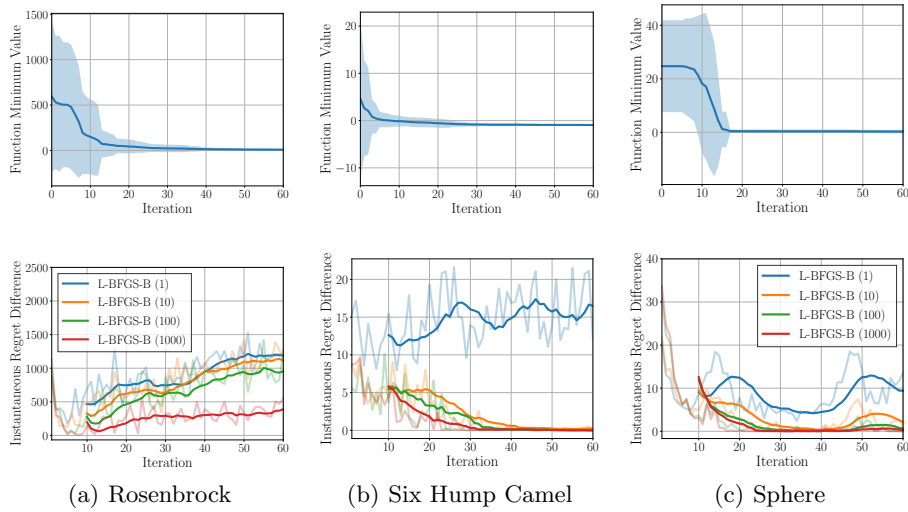 1500
1000
500
0
Function Minimum Value
0 10 20 30 40 50 60
Iteration
20
10
0
−10
Function Minimum Value
0 10 20 30 40 50 60
Iteration
40
20
0
Function Minimum Value
0 10 20 30 40 50 60
Iteration
2500
2000
1500
1000
500
0
Instantaneous Regret Difference
L-BFGS-B (1)
L-BFGS-B (10)
L-BFGS-B (100)
L-BFGS-B (1000)
10 20 30 40 50 60
Iteration
20
15
10
5
0
Instantaneous Regret Difference
10 20 30 40 50 60
Iteration
40
30
20
10
0
Instantaneous Regret Difference
L-BFGS-B (1)
L-BFGS-B (10)
L-BFGS-B (100)
L-BFGS-B (1000)
10 20 30 40 50 60
Iteration
(a) Rosenbrock
(b) Six Hump Camel
(c) Sphere